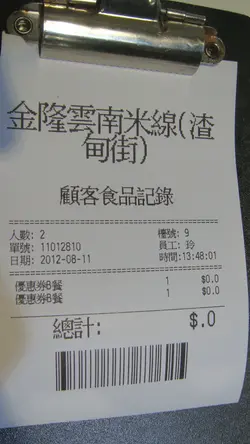 金隆雲南米線(渣
甸街)
顧客食品記錄
人數: 2 檯號: 9
單號: 11012810 員工: 玲
日期: 2012-08-11 時間:13:48:01
優惠券B餐 1 $0.0
優惠券B餐 1 $0.0
總計: $.0